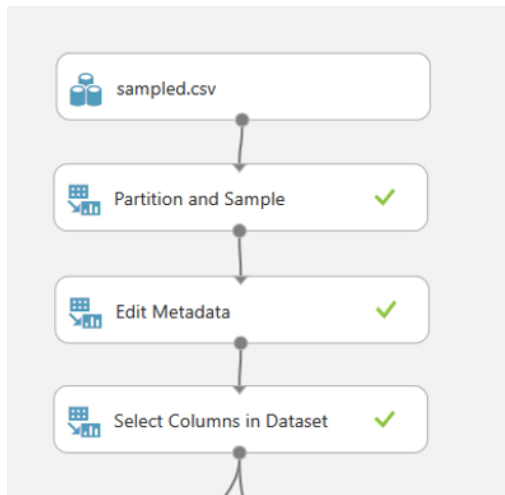 sampled.csv
Partition and Sample
Edit Metadata
Select Columns in Dataset